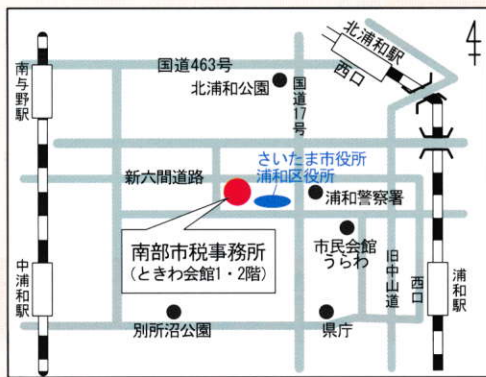 北浦和駅
西口
南与野駅
国道463号
北浦和公園
国道17号
さいたま市役所
浦和区役所
新六間道路
浦和警察署
南部市税事務所
(ときわ会館1・2階)
市民会館
うらわ
旧中山道
西口
浦和駅
中浦和駅
別所沼公園
県庁